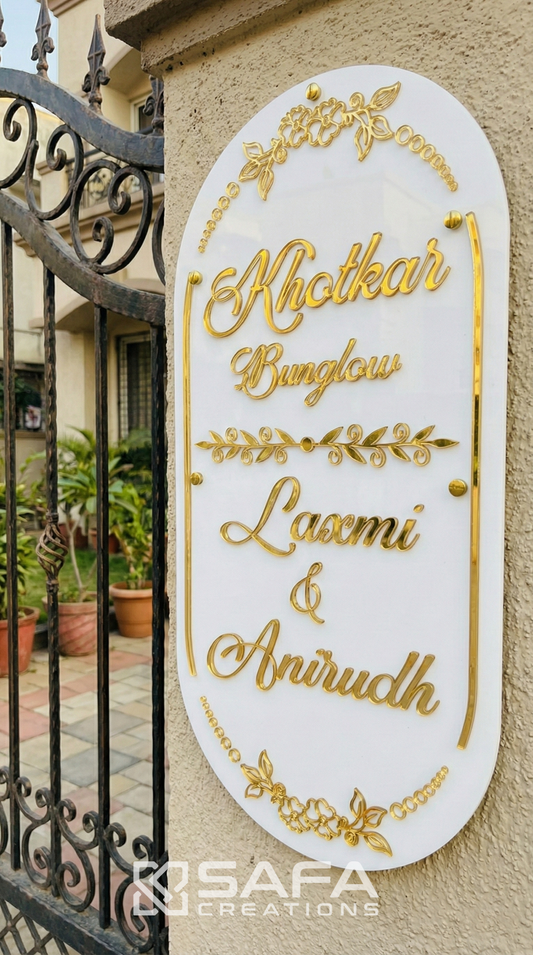 Khotkar
Bunglow
Laxmi
&
Anirudh
SAFA
CREATIONS